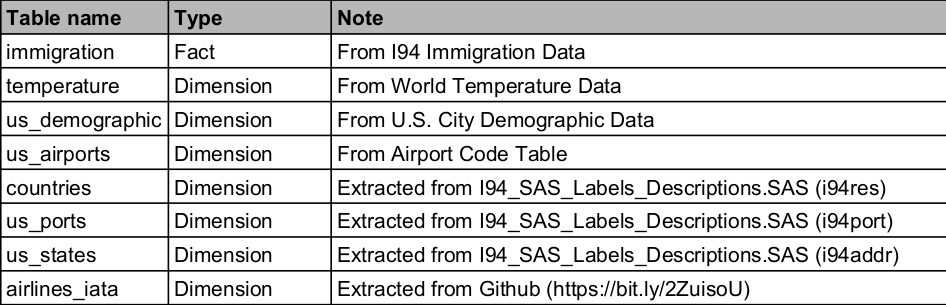 Table name Type Note
immigration Fact From I94 Immigration Data
temperature Dimension From World Temperature Data
us_demographic Dimension From U.S. City Demographic Data
us_airports Dimension From Airport Code Table
countries Dimension Extracted from I94_SAS_Labels_Descriptions.SAS (i94res)
us_ports Dimension Extracted from I94_SAS_Labels_Descriptions.SAS (i94port)
us_states Dimension Extracted from I94_SAS_Labels_Descriptions.SAS (i94addr)
airlines_iata Dimension Extracted from Github (https://bit.ly/2ZuisoU)